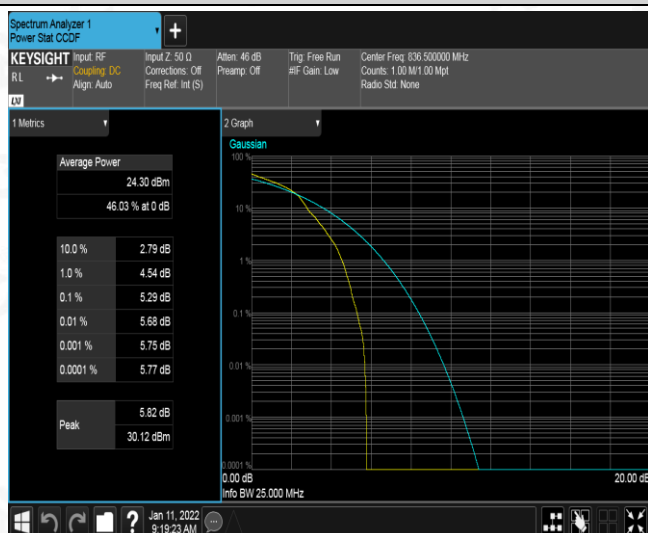 Spectrum Analyzer 1
Power Stat CCDF
KEYSIGHT
RL
LXI
Input: RF
Coupling: DC
Align: Auto
Input Z: 50 Ω
Corrections: Off
Freq Ref: Int (S)
Atten: 46 dB
Preamp: Off
Trig: Free Run
#IF Gain: Low
Center Freq: 836.500000 MHz
Counts: 1.00 M/1.00 Mpt
Radio Std: None
1 Metrics
Average Power
24.30 dBm
46.03 % at 0 dB
10.0 % 2.79 dB
1.0 % 4.54 dB
0.1 % 5.29 dB
0.01 % 5.68 dB
0.001 % 5.75 dB
0.0001 % 5.77 dB
Peak
5.82 dB
30.12 dBm
2 Graph
Gaussian
100 %
10 %
1 %
0.1 %
0.01 %
0.001 %
0.0001 %
0.00 dB 20.00 dB
Info BW 25.000 MHz
?
Jan 11, 2022
9:19:23 AM